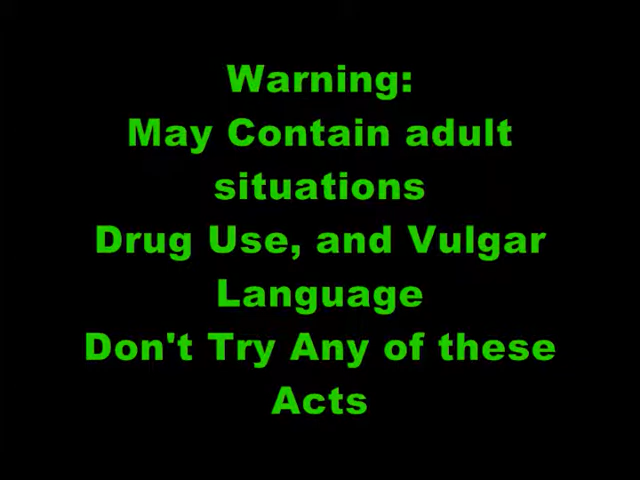 Warning:
May Contain adult
situations
Drug Use, and Vulgar
Language
Don't Try Any of these
Acts